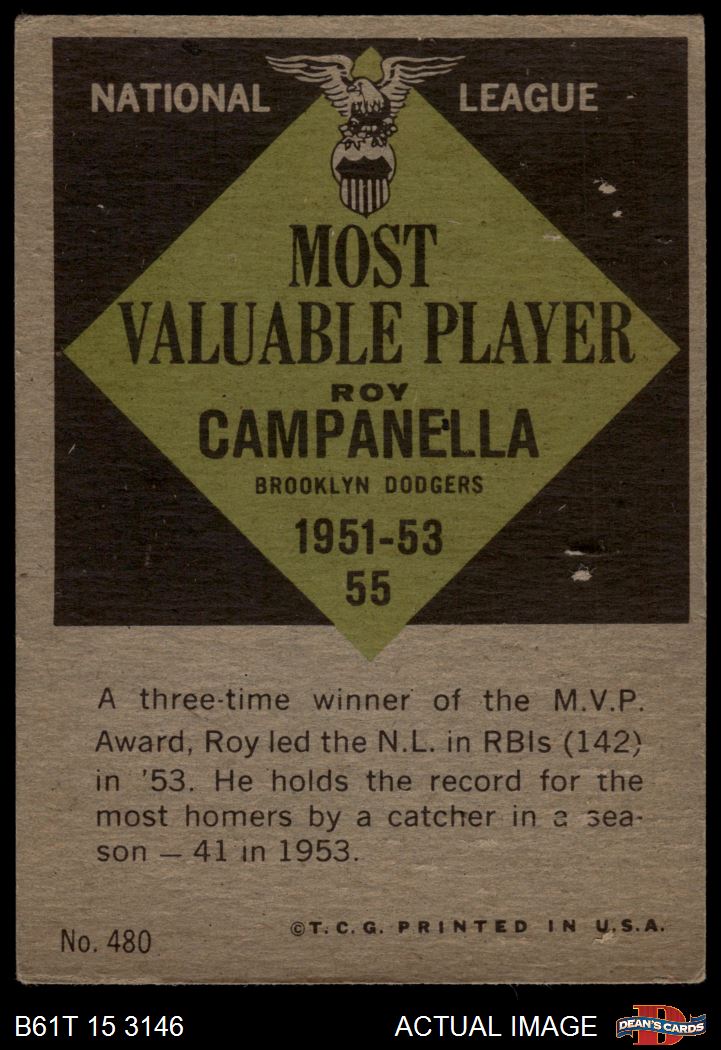 NATIONAL LEAGUE
MOST
VALUABLE PLAYER
ROY
CAMPANELLA
BROOKLYN DODGERS
1951-53
55
A three-time winner of the M.V.P.
Award, Roy led the N.L. in RBIs (142)
in '53. He holds the record for the
most homers by a catcher in a sea-
son — 41 in 1953.
No. 480
©T.C.G. PRINTED IN U.S.A.
B61T 15 3146
ACTUAL IMAGE
D
DEAN'S CARDS